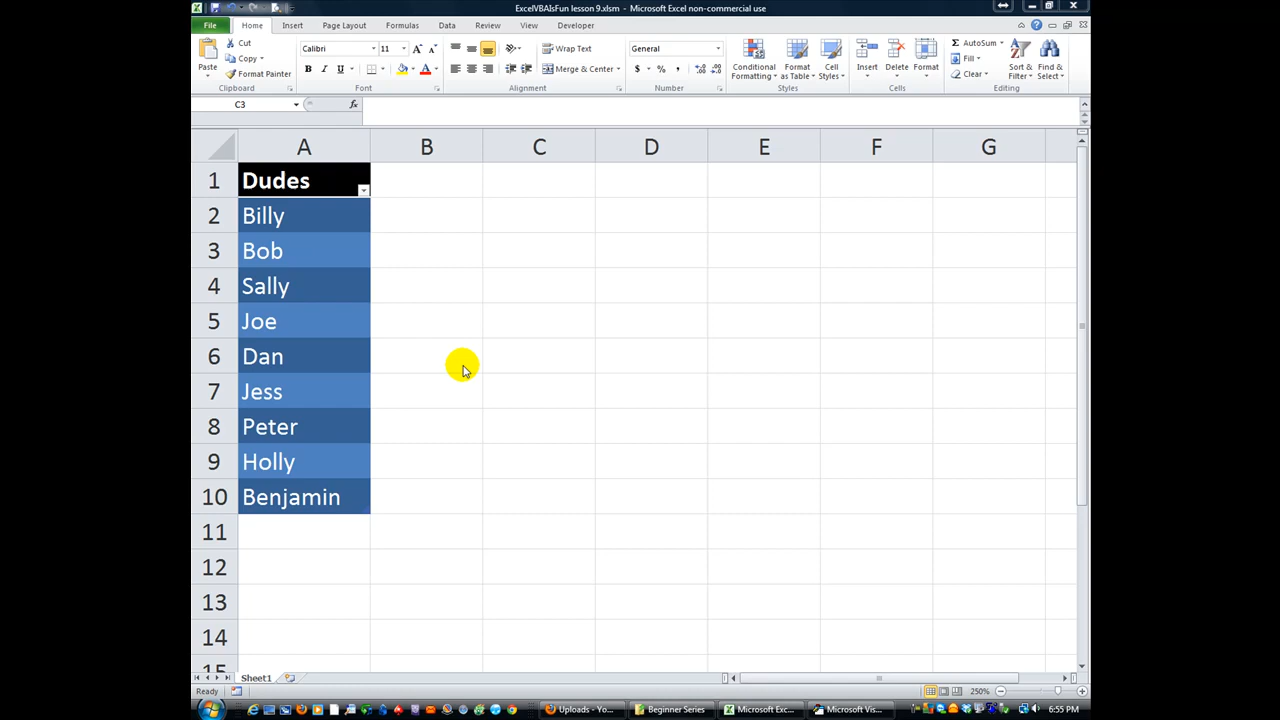 ExcelVBAIsFun lesson 9.xlsm - Microsoft Excel non-commercial use
File Home Insert Page Layout Formulas Data Review View Developer
Paste
Cut
Copy
Format Painter
Clipboard
Calibri 11
B I U
Font
Wrap Text
Merge & Center
Alignment
General
$ % ,
Number
Conditional Formatting
Format as Table
Cell Styles
Styles
Insert Delete Format
Cells
AutoSum
Fill
Clear
Sort & Filter
Find & Select
Editing
C3 fx
A B C D E F G
1 Dudes
2 Billy
3 Bob
4 Sally
5 Joe
6 Dan
7 Jess
8 Peter
9 Holly
10 Benjamin
11
12
13
14
15
Sheet1
Ready 250%
Uploads - Yo... Beginner Series Microsoft Exc... Microsoft Vis... 6:55 PM